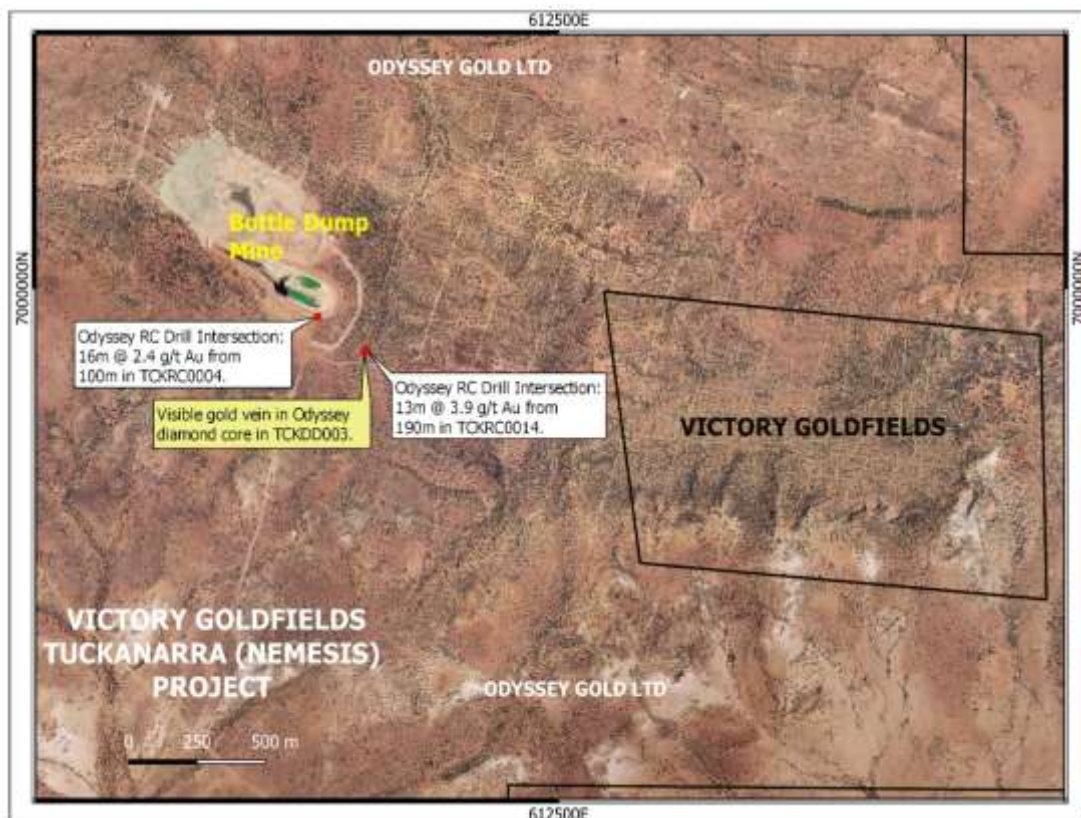 612500E
ODYSSEY GOLD LTD
Bottle Dump
Mine
7000000N
7000000N
Odyssey RC Drill Intersection:
16m @ 2.4 g/t Au from
100m in TCKRC0004.
Visible gold vein in Odyssey
diamond core in TCKDD003.
Odyssey RC Drill Intersection:
13m @ 3.9 g/t Au from
190m in TCKRC0014.
VICTORY GOLDFIELDS
VICTORY GOLDFIELDS
TUCKANARRA (NEMESIS)
PROJECT
ODYSSEY GOLD LTD
0 250 500 m
612500E